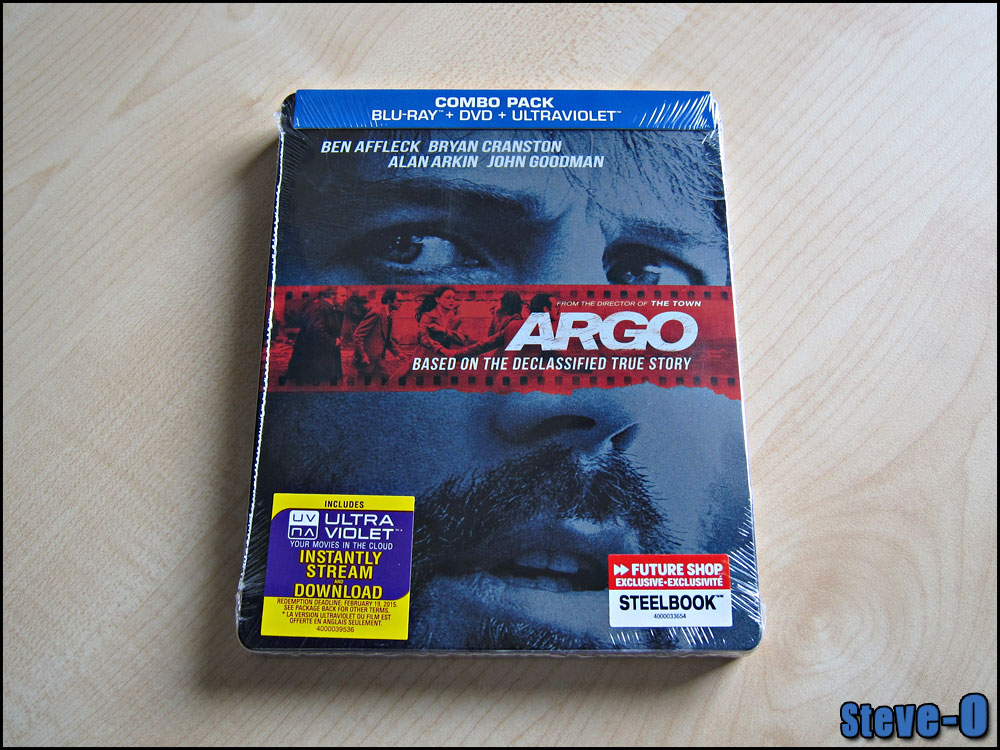 COMBO PACK
BLU-RAY™ + DVD + ULTRAVIOLET™
BEN AFFLECK BRYAN CRANSTON
ALAN ARKIN JOHN GOODMAN
FROM THE DIRECTOR OF THE TOWN
ARGO
BASED ON THE DECLASSIFIED TRUE STORY
INCLUDES
UV
ULTRA
VIOLET™
YOUR MOVIES IN THE CLOUD
INSTANTLY
STREAM
AND
DOWNLOAD
REDEMPTION DEADLINE: FEBRUARY 19, 2015.
SEE PACKAGE BACK FOR OTHER TERMS.
* LA VERSION ULTRAVIOLET DU FILM EST
OFFERTE EN ANGLAIS SEULEMENT.
4000039536
FUTURE SHOP
EXCLUSIVE•EXCLUSIVITÉ
STEELBOOK
4000033654
Steve-O